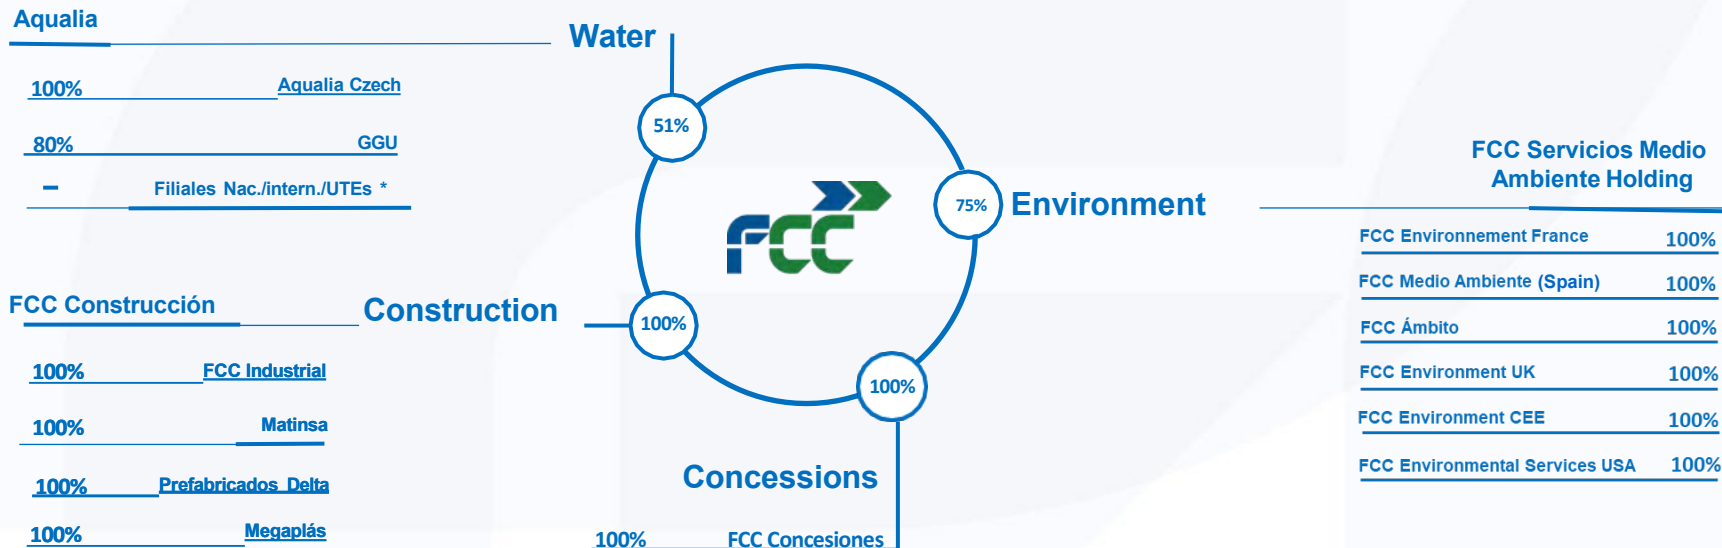 Aqualia
Water
100% Aqualia Czech
80% GGU
– Filiales Nac./intern./UTEs *
51%
FCC
75%
Environment
FCC Servicios Medio
Ambiente Holding
FCC Environnement France 100%
FCC Medio Ambiente (Spain) 100%
FCC Ámbito 100%
FCC Environment UK 100%
FCC Environment CEE 100%
FCC Environmental Services USA 100%
FCC Construcción
Construction
100%
100% FCC Industrial
100% Matinsa
100% Prefabricados Delta
100% Megaplás
100%
Concessions
100% FCC Concesiones